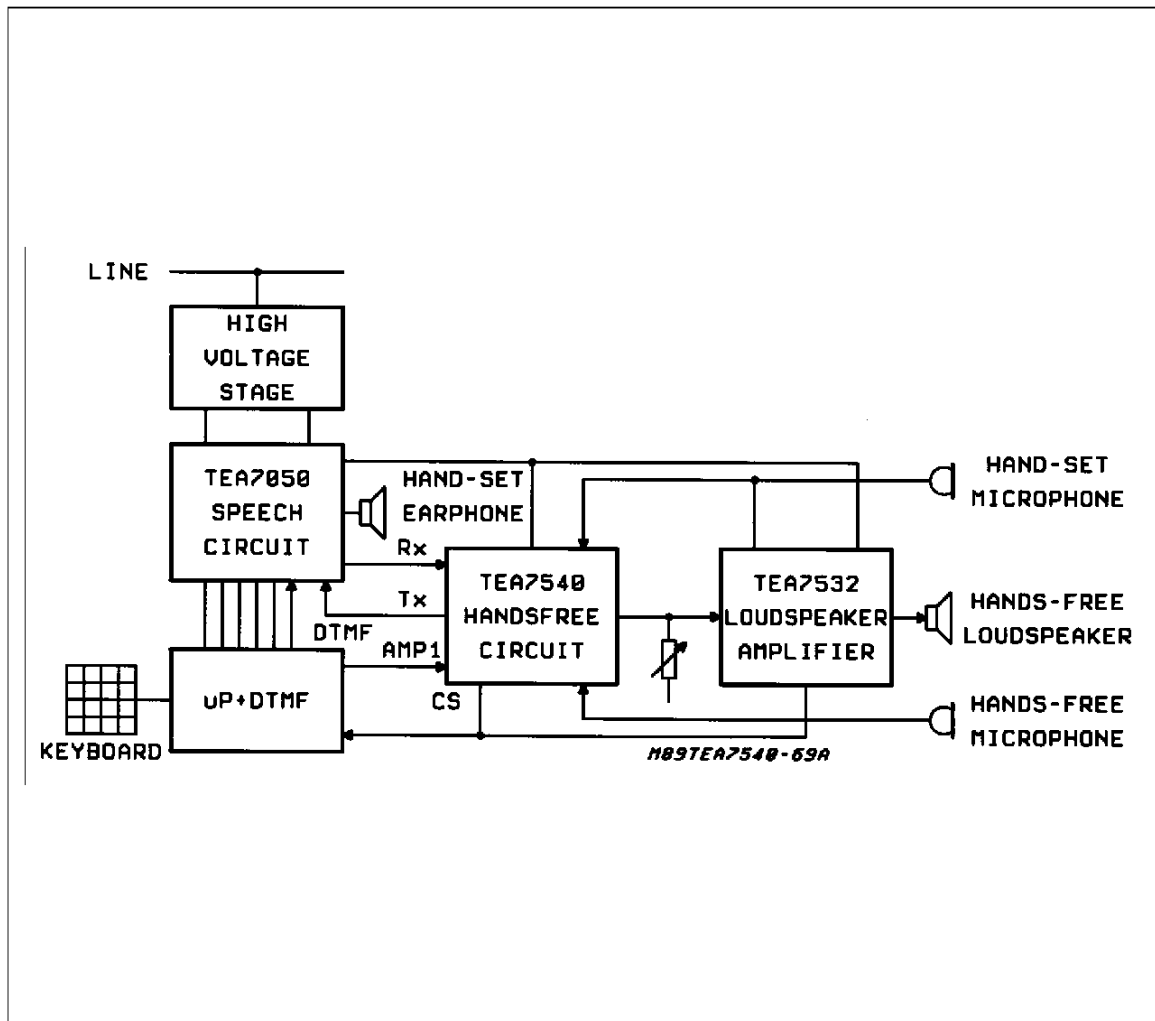 LINE
HIGH
VOLTAGE
STAGE
TEA7050
SPEECH
CIRCUIT
HAND-SET
EARPHONE
HAND-SET
MICROPHONE
Rx
Tx
DTMF
AMP1
CS
TEA7540
HANDSFREE
CIRCUIT
TEA7532
LOUDSPEAKER
AMPLIFIER
HANDS-FREE
LOUDSPEAKER
uP+DTMF
KEYBOARD
HANDS-FREE
MICROPHONE
M89TEA7540-69A